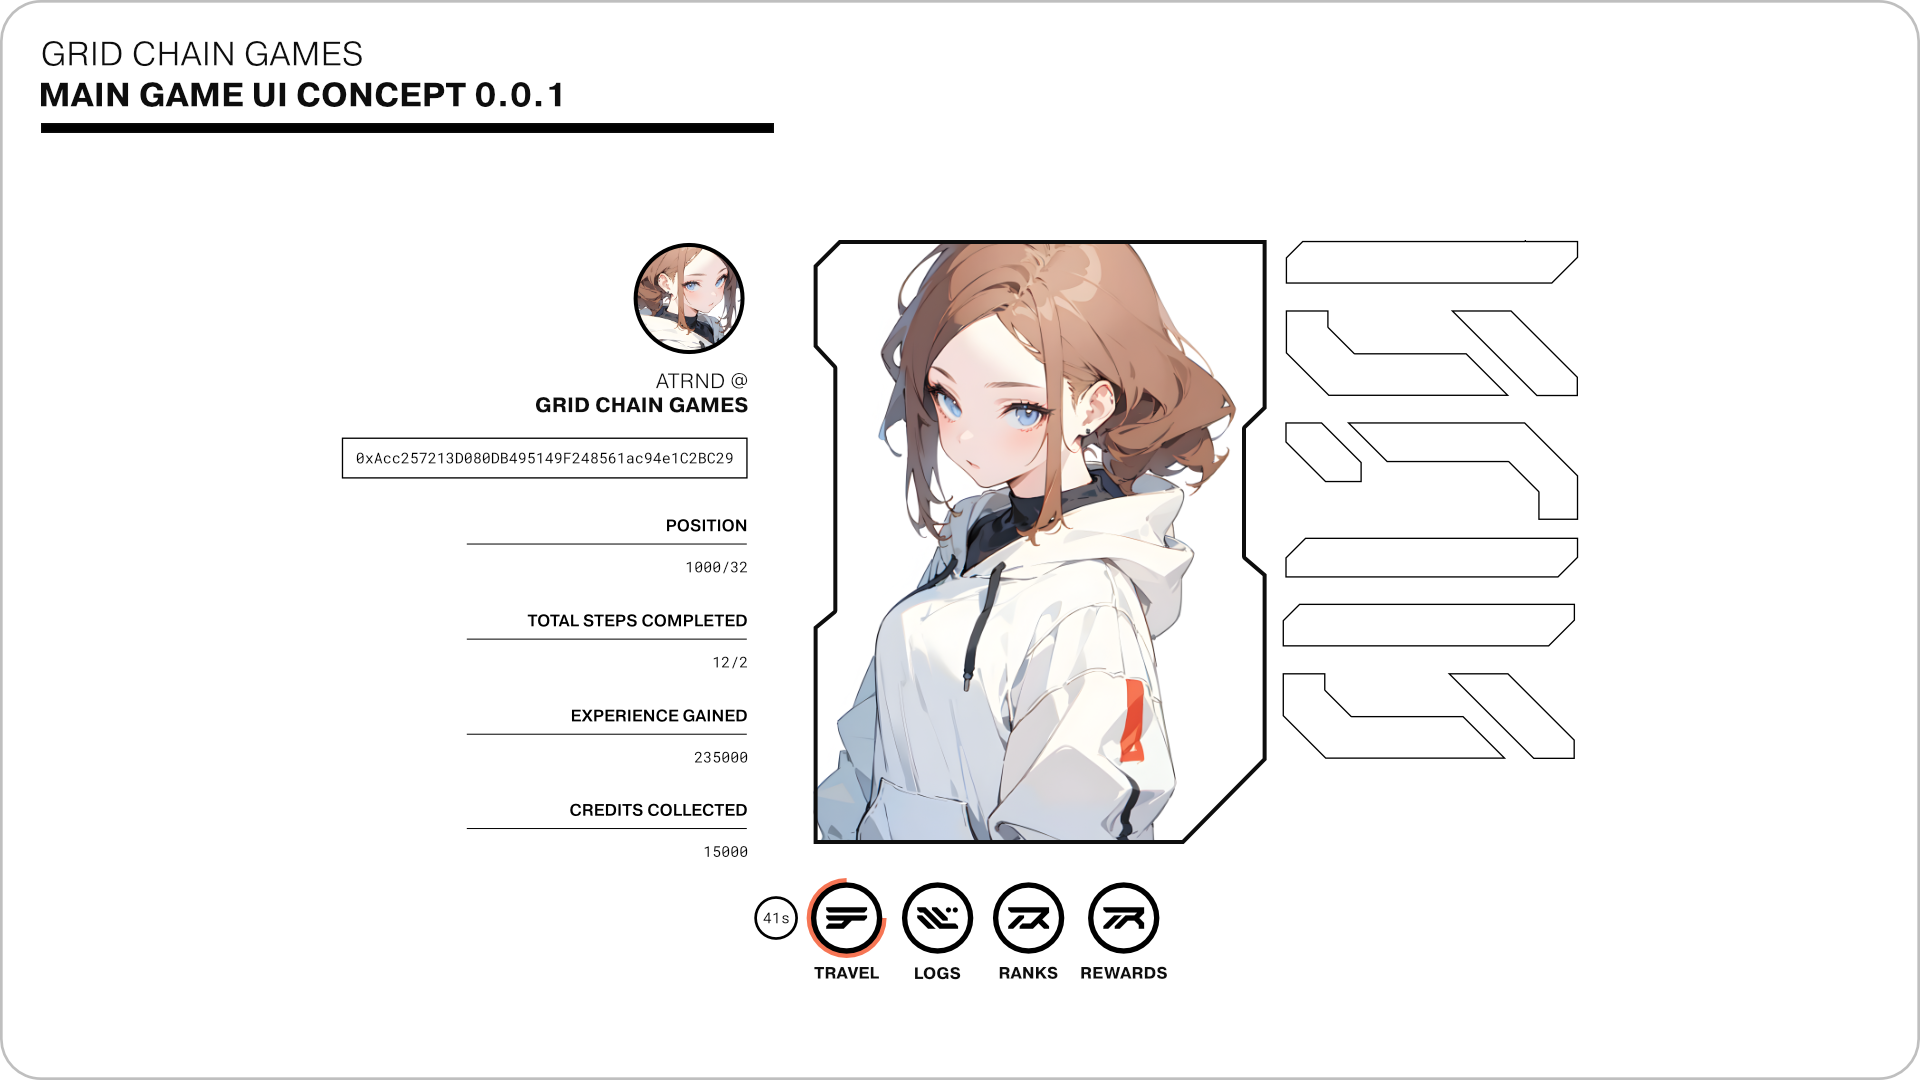 GRID CHAIN GAMES
MAIN GAME UI CONCEPT 0.0.1
ATRND @
GRID CHAIN GAMES
0xAcc257213D080DB495149F248561ac94e1C2BC29
POSITION
1000/32
TOTAL STEPS COMPLETED
12/2
EXPERIENCE GAINED
235000
CREDITS COLLECTED
15000
41s
TRAVEL
LOGS
RANKS
REWARDS